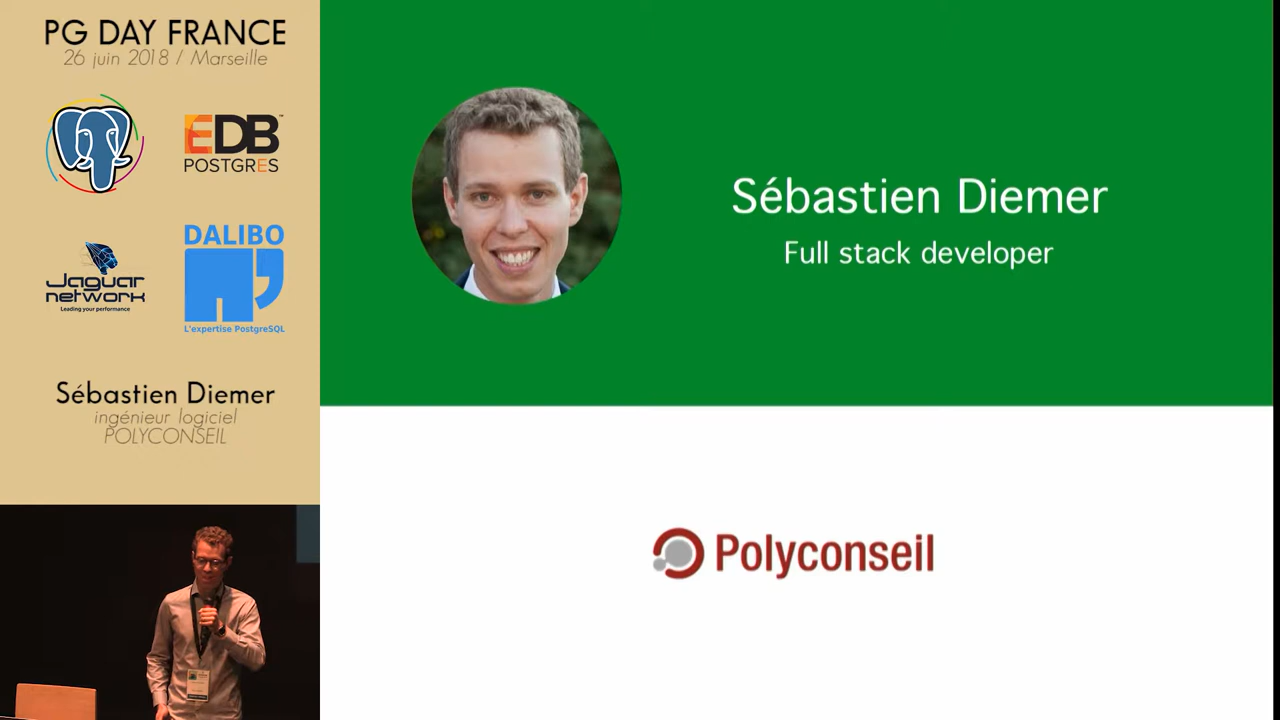 PG DAY FRANCE
26 juin 2018 / Marseille
EDB
POSTGRES
TM
Jaguar
network
Leading your performance
DALIBO
L'expertise PostgreSQL
Sébastien Diemer
ingénieur logiciel
POLYCONSEIL
Sébastien Diemer
Full stack developer
Polyconseil